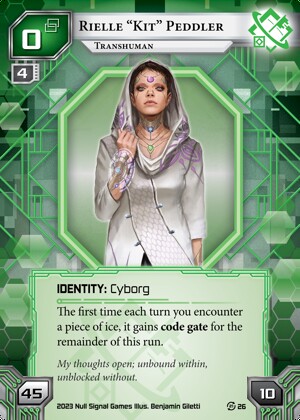 0
Rielle “Kit” Peddler
Transhuman
4
IDENTITY: Cyborg
The first time each turn you encounter
a piece of ice, it gains code gate for the
remainder of this run.
My thoughts open; unbound within,
unblocked without.
45
2023 Null Signal Games Illus. Benjamin Giletti
26
10